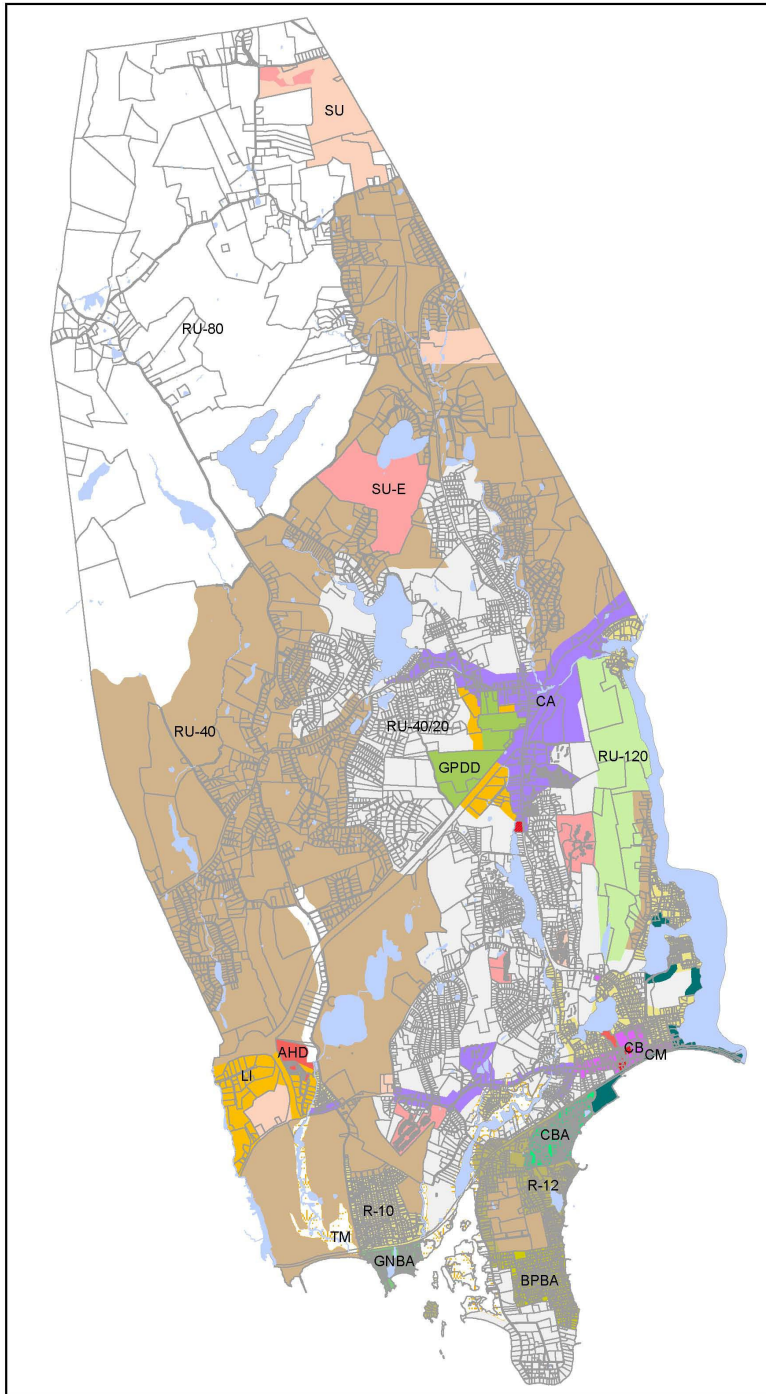 SU
RU-80
SU-E
CA
RU-40
RU-40/20
RU-120
GPDD
AHD
CB
CM
LI
CBA
R-12
R-10
TM
GNBA
BPBA